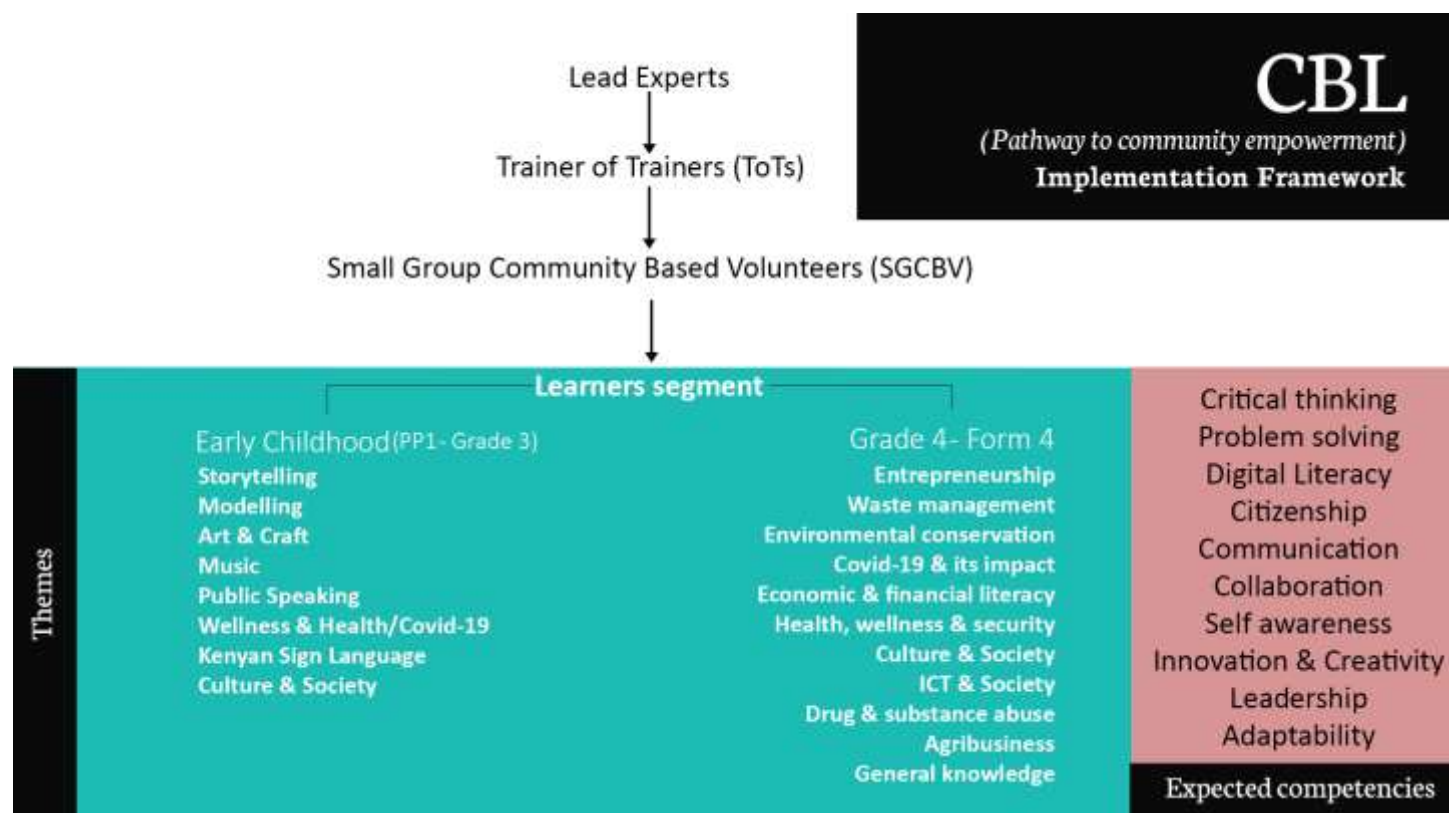 CBL
(Pathway to community empowerment)
Implementation Framework
Lead Experts
Trainer of Trainers (ToTs)
Small Group Community Based Volunteers (SGCBV)
Themes
Learners segment
Early Childhood(PP1- Grade 3)
Storytelling
Modelling
Art & Craft
Music
Public Speaking
Wellness & Health/Covid-19
Kenyan Sign Language
Culture & Society
Grade 4- Form 4
Entrepreneurship
Waste management
Environmental conservation
Covid-19 & its impact
Economic & financial literacy
Health, wellness & security
Culture & Society
ICT & Society
Drug & substance abuse
Agribusiness
General knowledge
Critical thinking
Problem solving
Digital Literacy
Citizenship
Communication
Collaboration
Self awareness
Innovation & Creativity
Leadership
Adaptability
Expected competencies